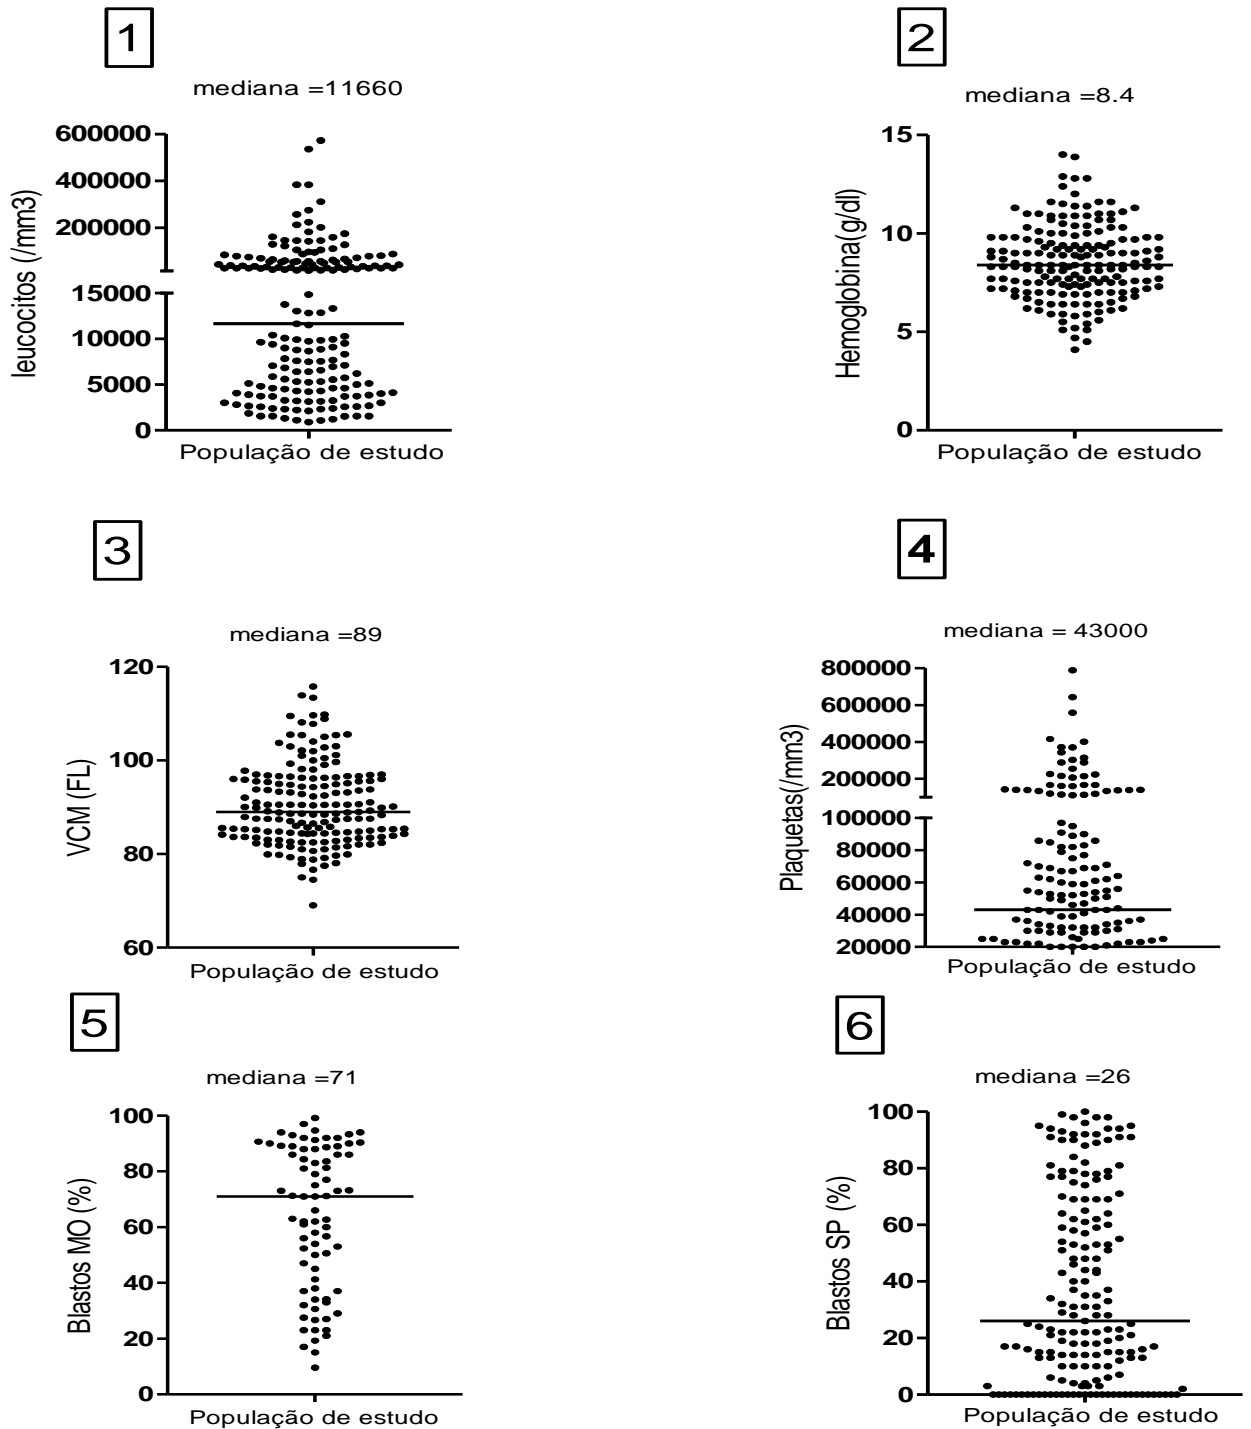 1
mediana =11660
600000
400000
200000
15000
10000
5000
0
leucocitos (/mm3)
População de estudo
2
mediana =8.4
15
10
5
0
Hemoglobina(g/dl)
População de estudo
3
mediana =89
120
100
80
60
VCM (FL)
População de estudo
4
mediana = 43000
800000
600000
400000
200000
100000
80000
60000
40000
20000
Plaquetas(/mm3)
População de estudo
5
mediana =71
100
80
60
40
20
0
Blastos MO (%)
População de estudo
6
mediana =26
100
80
60
40
20
0
Blastos SP (%)
População de estudo